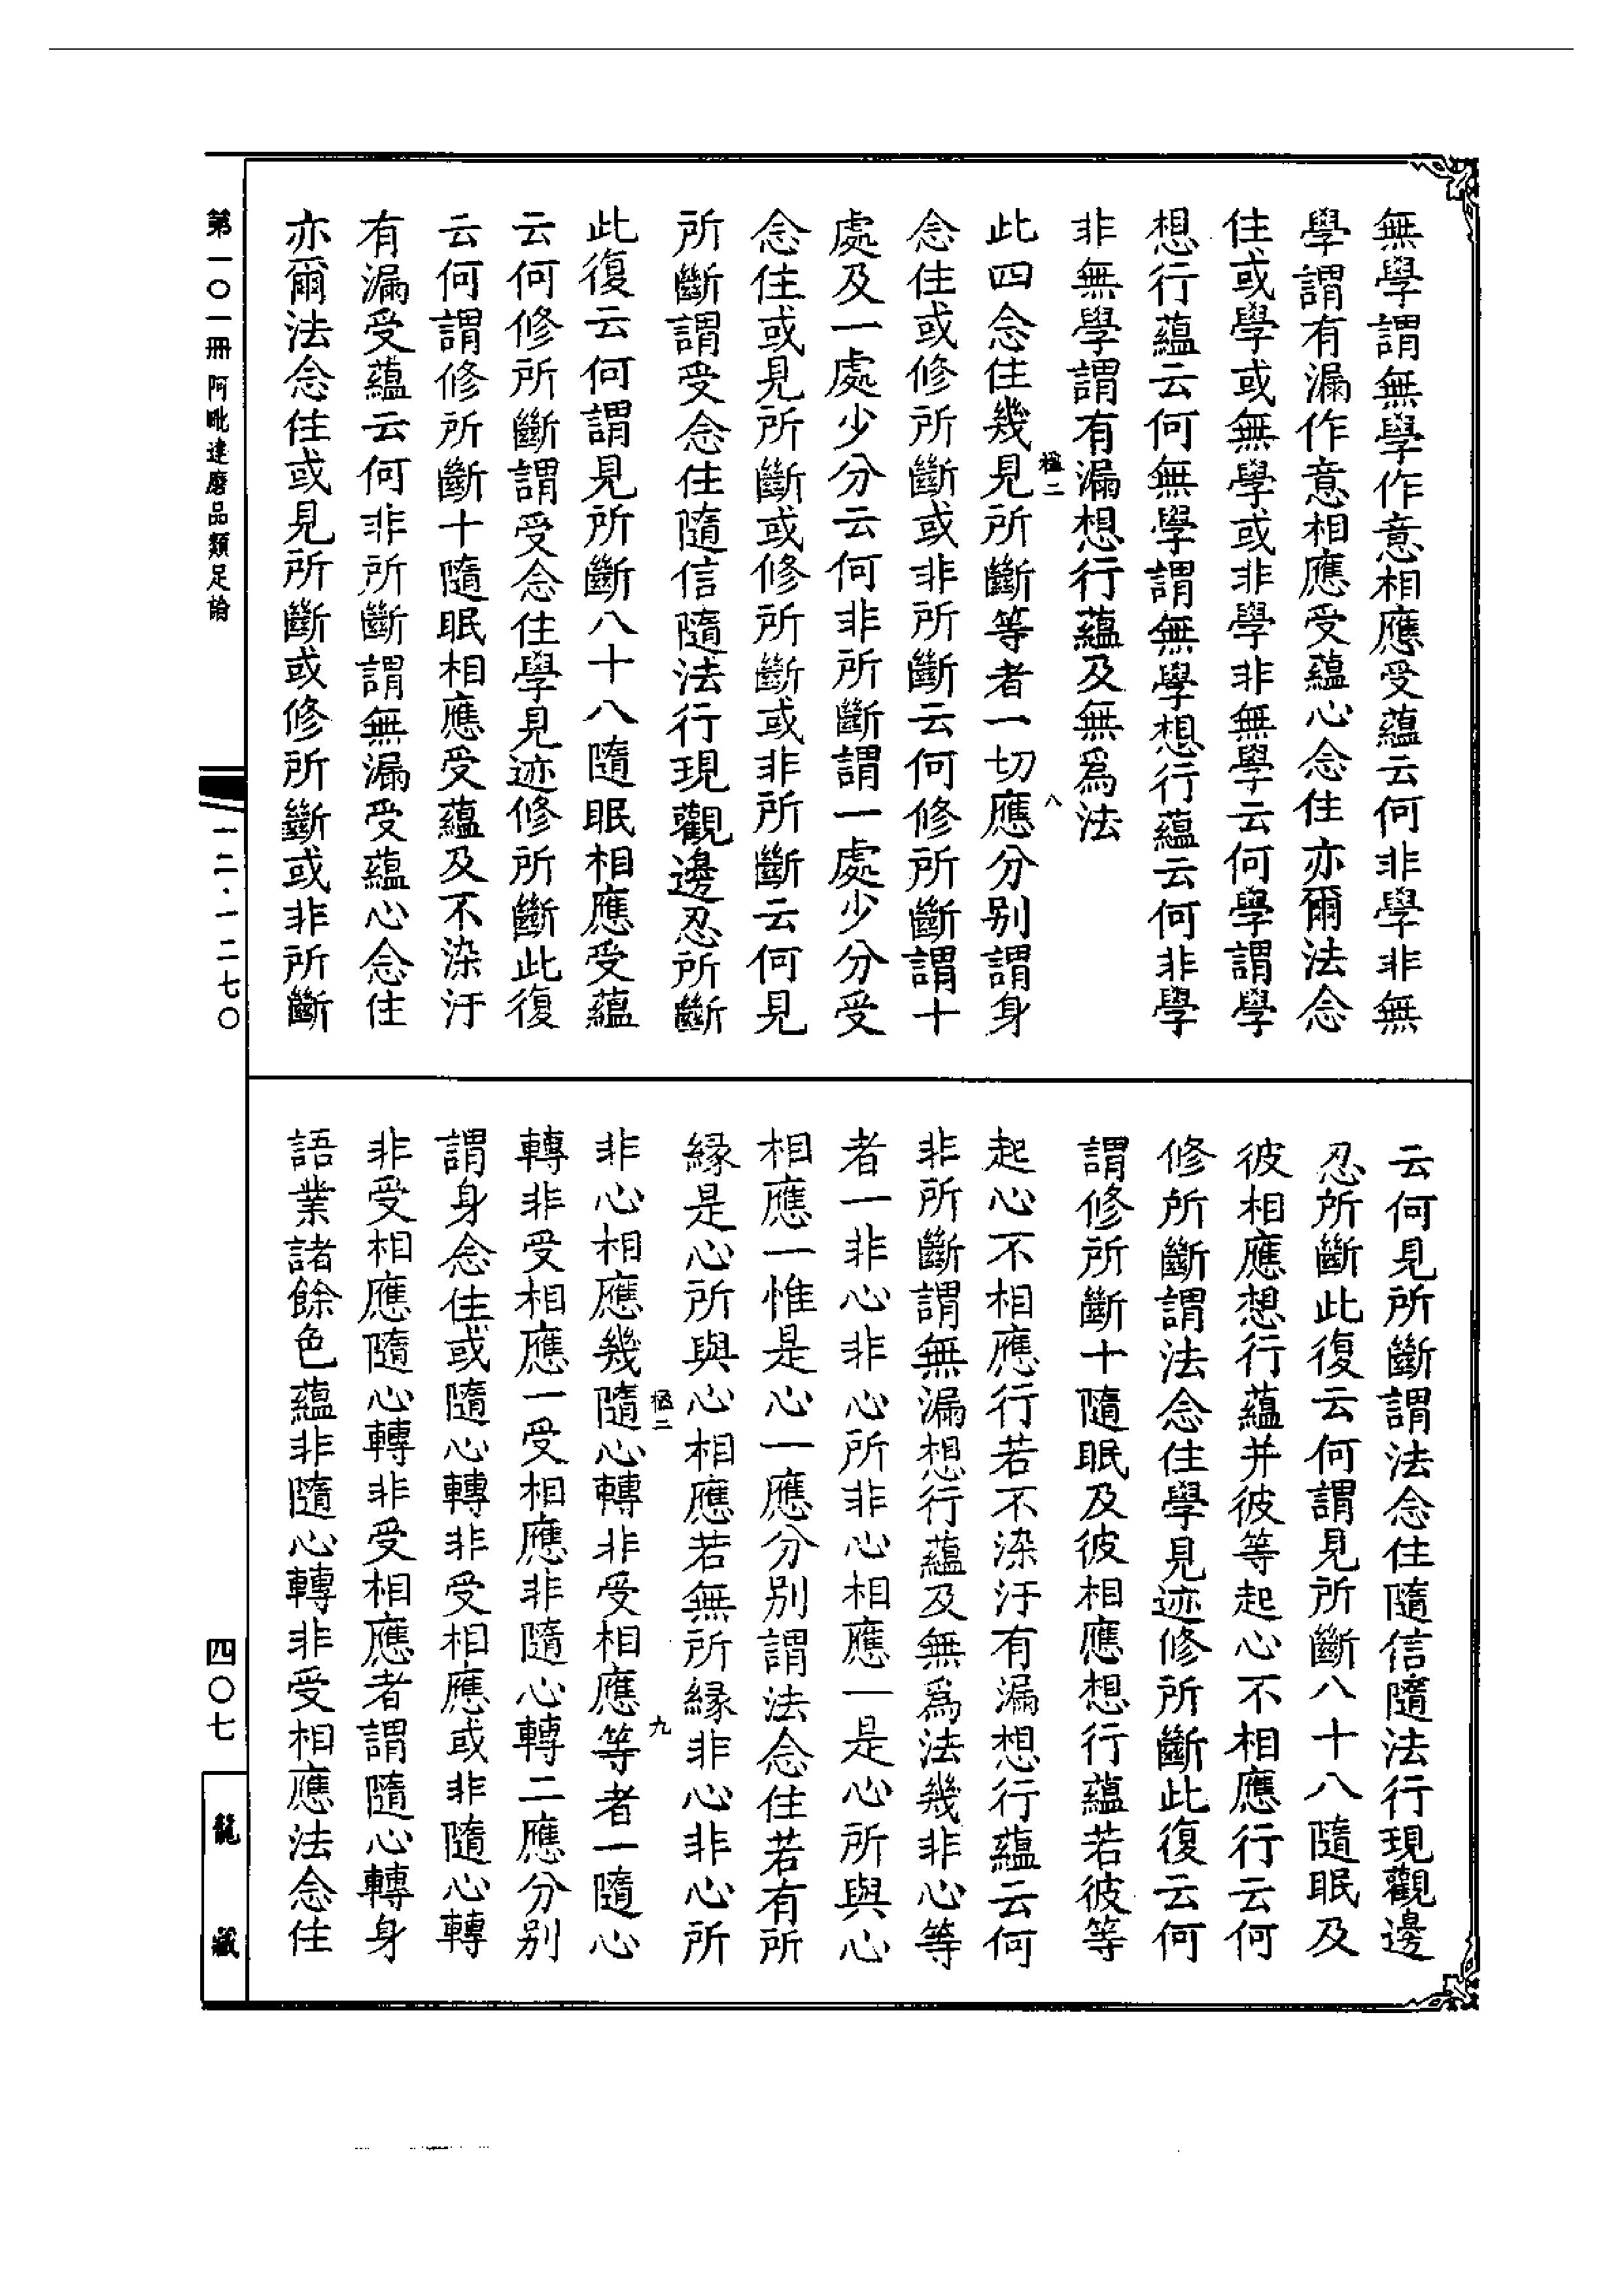 無學謂無學作意相應受蘊云何非學非無
學謂有漏作意相應受蘊心念住亦爾法念
住或學或無學或非學非無學云何學謂學
想行蘊云何無學謂無學想行蘊云何非學
非無學謂有漏想行蘊及無爲法
此四念住幾見所斷等者一切應分別謂身
念住或修所斷或非所斷云何修所斷謂十
處及一處少分云何非所斷謂一處少分受
念住或見所斷或修所斷或非所斷云何見
所斷謂受念住隨信隨法行現觀邊忍所斷
此復云何謂見所斷八十八隨眠相應受蘊
云何修所斷謂受念住學見迹修所斷此復
云何謂修所斷十隨眠相應受蘊及不染汙
有漏受蘊云何非所斷謂無漏受蘊心念住
亦爾法念住或見所斷或修所斷或非所斷
云何見所斷謂法念住隨信隨法行現觀邊
忍所斷此復云何謂見所斷八十八隨眠及
彼相應想行蘊并彼等起心不相應行云何
修所斷謂法念住學見迹修所斷此復云何
謂修所斷十隨眠及彼相應想行蘊若彼等
起心不相應行若不染汙有漏想行蘊云何
非所斷謂無漏想行蘊及無爲法幾非心等
者一非心非心所非心相應一是心所與心
相應一惟是心一應分別謂法念住若有所
緣是心所與心相應若無所緣非心非心所
非心相應幾隨心轉非受相應等者一隨心
轉非受相應一受相應非隨心轉二應分別
謂身念住或隨心轉非受相應或非隨心轉
非受相應隨心轉非受相應者謂隨心轉身
語業諸餘色蘊非隨心轉非受相應法念住
第一〇一冊 阿毗達磨品類足論
一二·一二七〇
四〇七
龍藏
二
八
二
九